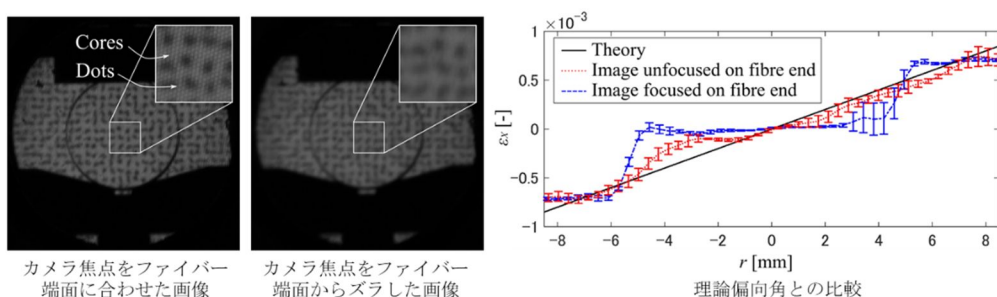 Cores
Dots
カメラ焦点をファイバー
端面に合わせた画像
カメラ焦点をファイバー
端面からズラした画像
×10⁻³
1.0
0.5
0
−0.5
−1.0
εx [-]
Theory
Image unfocused on fibre end
Image focused on fibre end
−8
−6
−4
−2
0
2
4
6
8
r [mm]
理論偏向角との比較